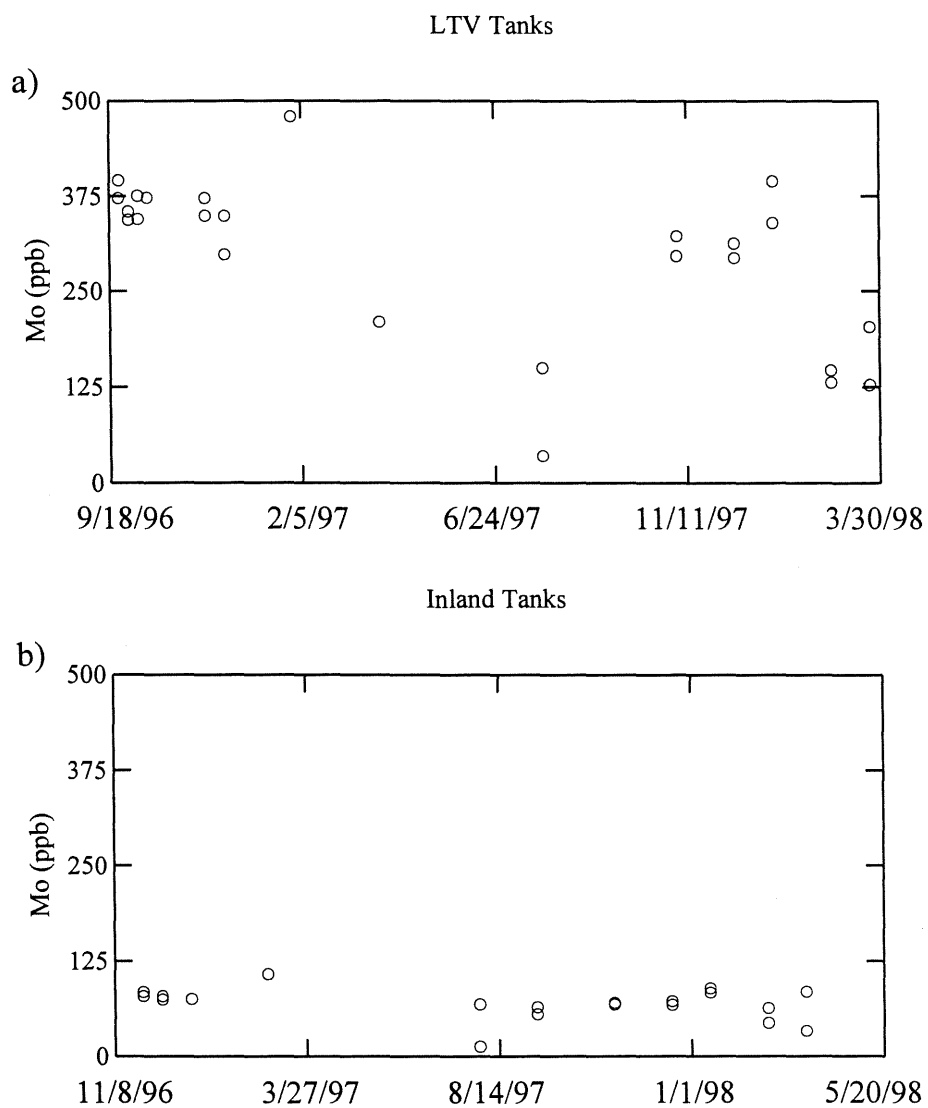 LTV Tanks
a)
500
375
250
125
0
Mo (ppb)
9/18/96 2/5/97 6/24/97 11/11/97 3/30/98
Inland Tanks
b)
500
375
250
125
0
Mo (ppb)
11/8/96 3/27/97 8/14/97 1/1/98 5/20/98